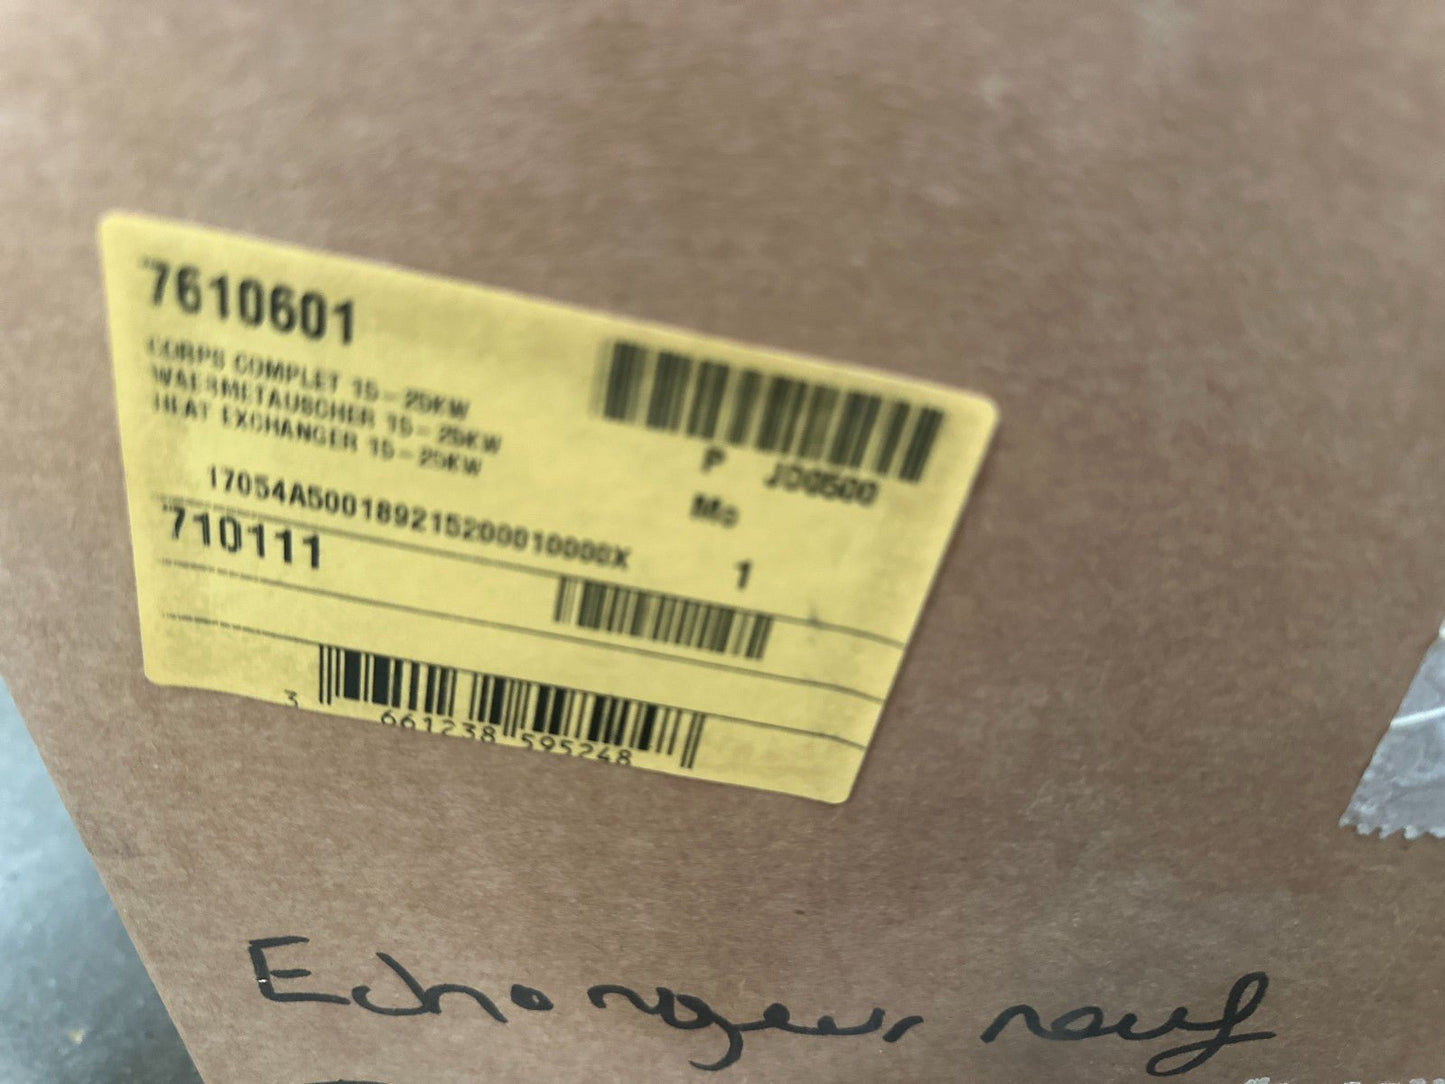 7610601
CORPS COMPLET 15-25KW
WAERMETAUSCHER 15-25KW
HEAT EXCHANGER 15-25KW
P J00500
Mo
17054A500189215200010000X
1
710111
3 661238 595248
Echangeur neuf